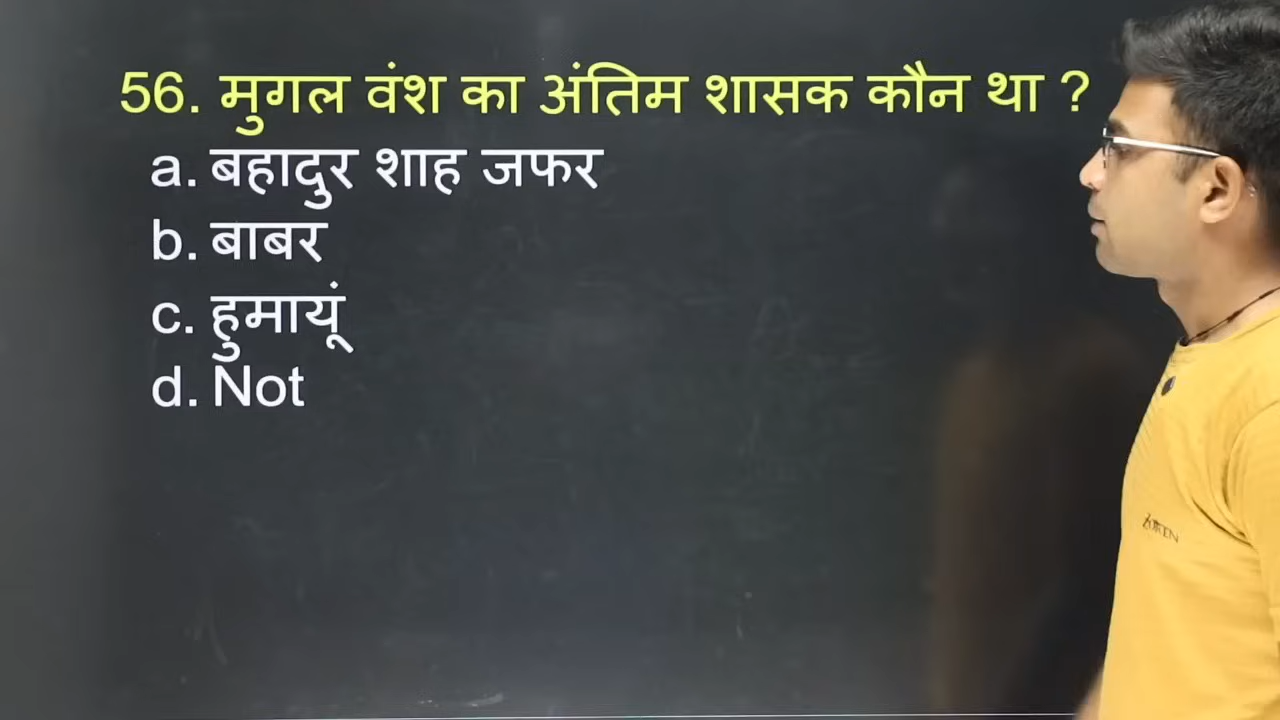 56. मुगल वंश का अंतिम शासक कौन था ?
a. बहादुर शाह जफर
b. बाबर
c. हुमायूं
d. Not